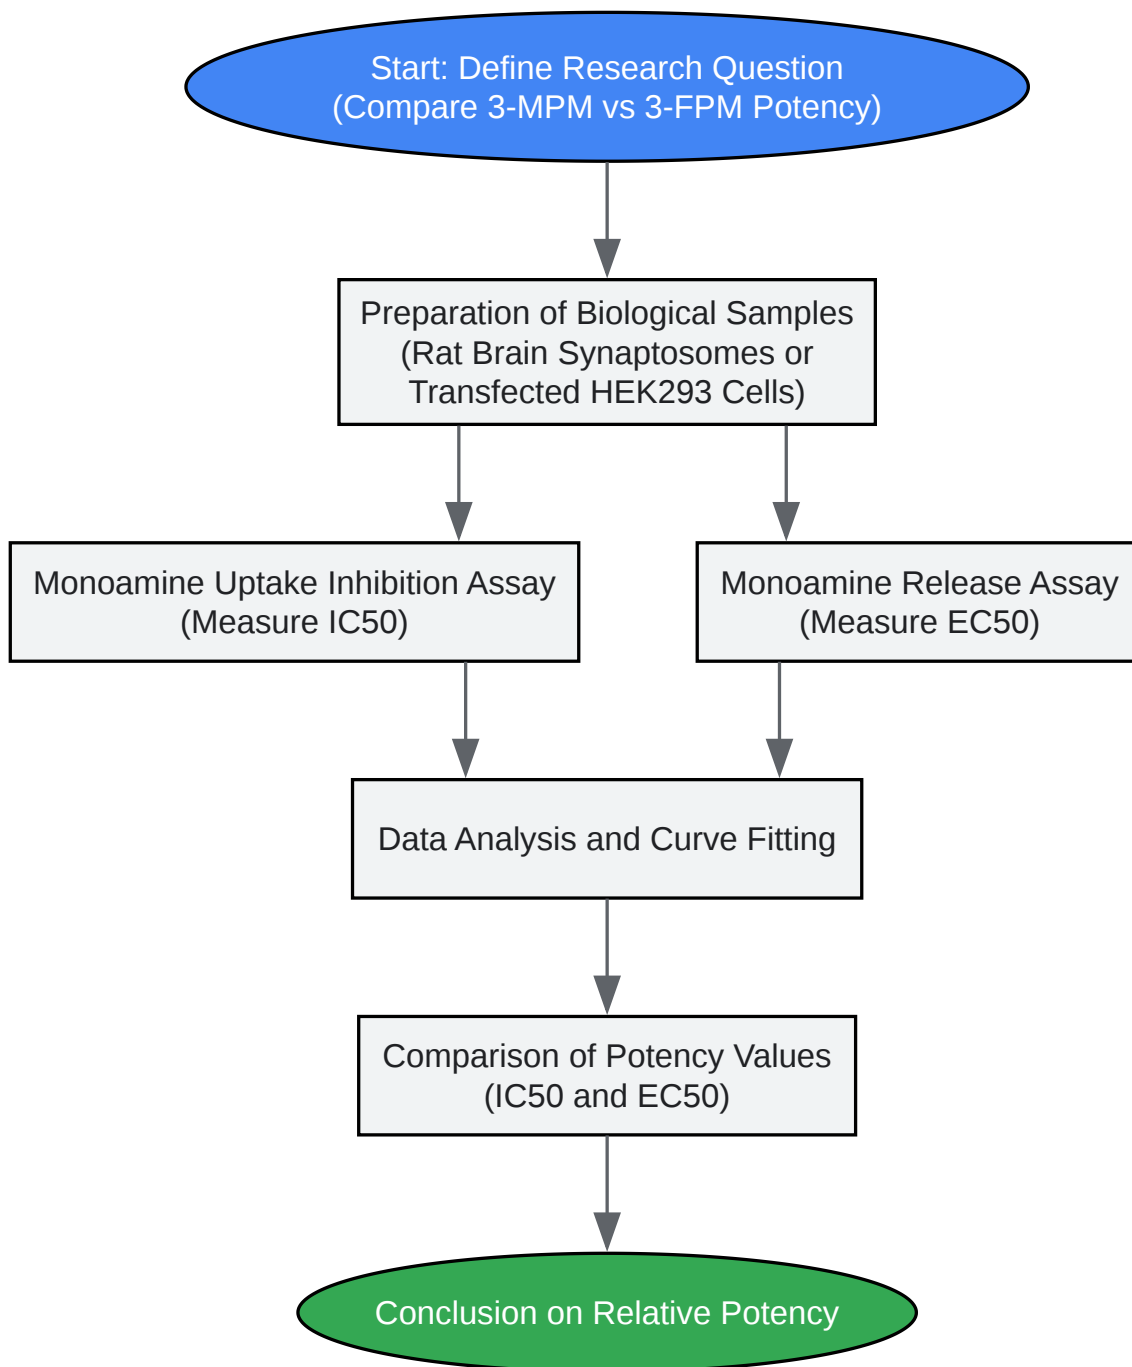 Start: Define Research Question
(Compare 3-MPM vs 3-FPM Potency)
Preparation of Biological Samples
(Rat Brain Synaptosomes or
Transfected HEK293 Cells)
Monoamine Uptake Inhibition Assay
(Measure IC50)
Monoamine Release Assay
(Measure EC50)
Data Analysis and Curve Fitting
Comparison of Potency Values
(IC50 and EC50)
Conclusion on Relative Potency